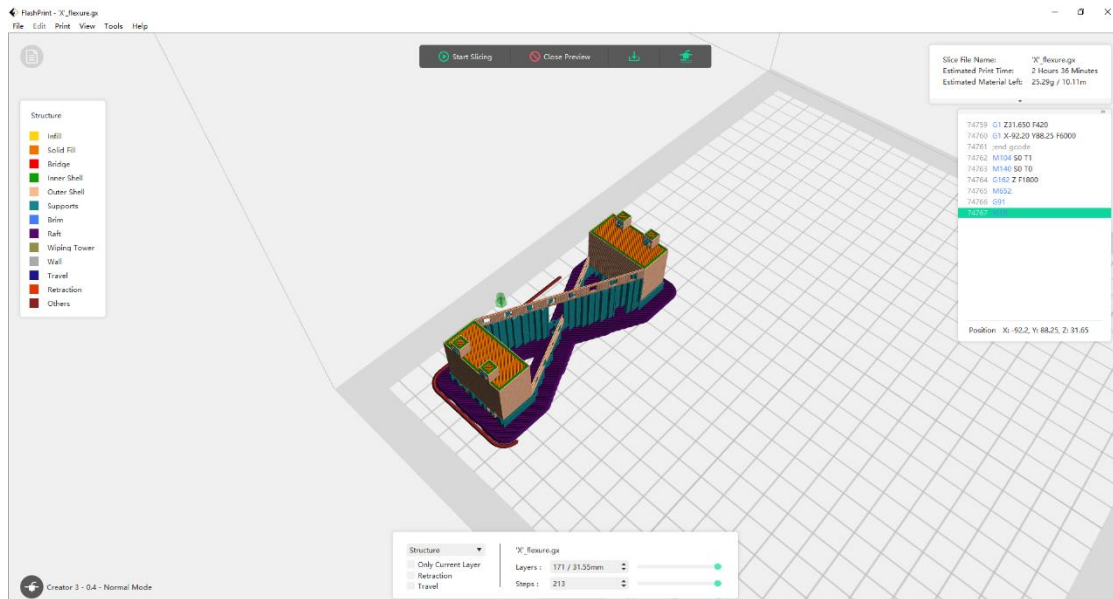 FlashPrint - 'X'_flexure.gx
File Edit Print View Tools Help
Start Slicing Close Preview
Slice File Name: 'X'_flexure.gx
Estimated Print Time: 2 Hours 36 Minutes
Estimated Material Left: 25.29g / 10.11m
Structure
Infill
Solid Fill
Bridge
Inner Shell
Outer Shell
Supports
Brim
Raft
Wiping Tower
Wall
Travel
Retraction
Others
74759 G1 Z31.650 F420
74760 G1 X-92.20 Y88.25 F6000
74761 ;end gcode
74762 M104 S0 T1
74763 M140 S0 T0
74764 G162 Z F1800
74765 M652
74766 G91
74767
Position X: -92.2, Y: 88.25, Z: 31.65
Structure
Only Current Layer
Retraction
Travel
'X'_flexure.gx
Layers : 171 / 31.55mm
Steps : 213
Creator 3 - 0.4 - Normal Mode